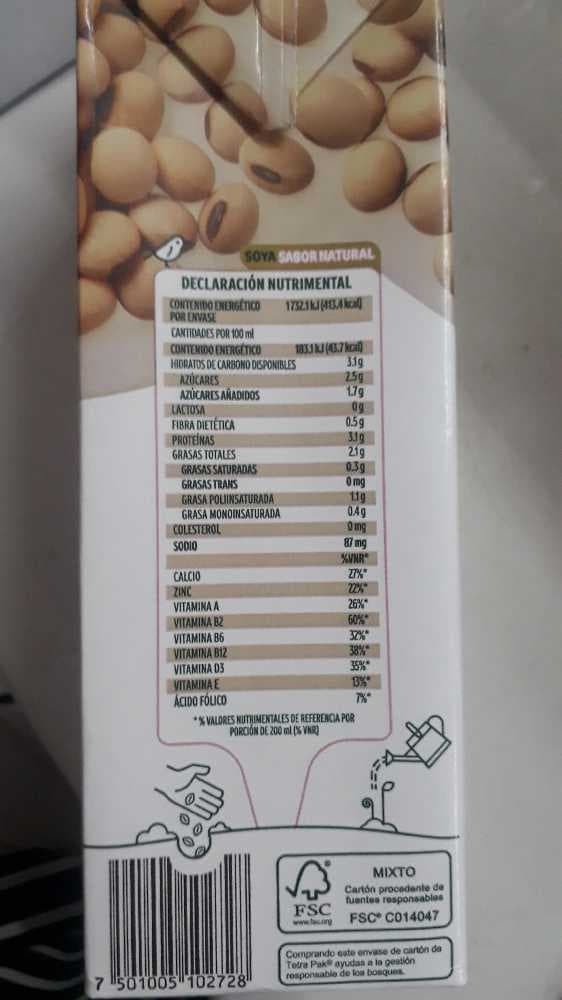 SOYA SABOR NATURAL
DECLARACIÓN NUTRIMENTAL
CONTENIDO ENERGÉTICO POR ENVASE 1732.1 kJ (413.4 kcal)
CANTIDADES POR 100 ml
CONTENIDO ENERGÉTICO 183.1 kJ (43.7 kcal)
HIDRATOS DE CARBONO DISPONIBLES 3.1 g
AZÚCARES 2.5 g
AZÚCARES AÑADIDOS 1.7 g
LACTOSA 0 g
FIBRA DIETÉTICA 0.5 g
PROTEÍNAS 3.1 g
GRASAS TOTALES 2.1 g
GRASAS SATURADAS 0.3 g
GRASAS TRANS 0 mg
GRASA POLIINSATURADA 1.1 g
GRASA MONOINSATURADA 0.4 g
COLESTEROL 0 mg
SODIO 87 mg
%VNR*
CALCIO 27%*
ZINC 22%*
VITAMINA A 26%*
VITAMINA B2 60%*
VITAMINA B6 32%*
VITAMINA B12 38%*
VITAMINA D3 35%*
VITAMINA E 13%*
ÁCIDO FÓLICO 7%*
*% VALORES NUTRIMENTALES DE REFERENCIA POR
PORCIÓN DE 200 ml (% VNR)
7 501005 102728
FSC
www.fsc.org
MIXTO
Cartón procedente de
fuentes responsables
FSC® C014047
Comprando este envase de cartón de
Tetra Pak® ayudas a la gestión
responsable de los bosques.